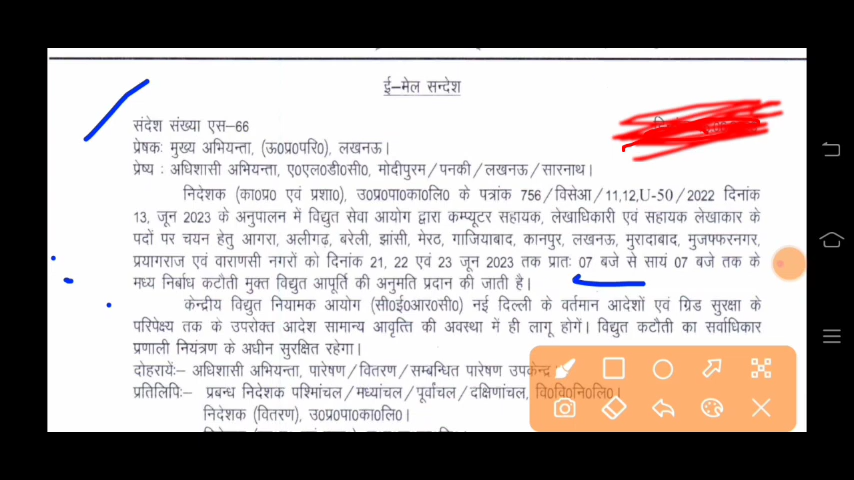 ई–मेल सन्देश
संदेश संख्या एस–66
प्रेषकः मुख्य अभियन्ता, (ऊ0प्र0परि0), लखनऊ।
प्रेष्य : अधिशासी अभियन्ता, ए0एल0डी0सी0, मोदीपुरम/पनकी/लखनऊ/सारनाथ।
निदेशक (का0प्र0 एवं प्रशा0), उ0प्र0पा0का0लि0 के पत्रांक 756/विसेआ/11,12,U-50/2022 दिनांक
13, जून 2023 के अनुपालन में विद्युत सेवा आयोग द्वारा कम्प्यूटर सहायक, लेखाधिकारी एवं सहायक लेखाकार के
पदों पर चयन हेतु आगरा, अलीगढ, बरेली, झांसी, मेरठ, गाजियाबाद, कानपुर, लखनऊ, मुरादाबाद, मुजफ्फरनगर,
प्रयागराज एवं वाराणसी नगरों को दिनांक 21, 22 एवं 23 जून 2023 तक प्रातः 07 बजे से सायं 07 बजे तक के
मध्य निर्बाध कटौती मुक्त विद्युत आपूर्ति की अनुमति प्रदान की जाती है।
केन्द्रीय विद्युत नियामक आयोग (सी0ई0आर0सी0) नई दिल्ली के वर्तमान आदेशों एवं ग्रिड सुरक्षा के
परिपेक्ष्य तक के उपरोक्त आदेश सामान्य आवृत्ति की अवस्था में ही लागू होगें। विद्युत कटौती का सर्वाधिकार
प्रणाली नियंत्रण के अधीन सुरक्षित रहेगा।
दोहरायेंः– अधिशासी अभियन्ता, पारेषण/वितरण/सम्बन्धित पारेषण उपकेन्द्र
प्रतिलिपिः– प्रबन्ध निदेशक पश्मिांचल/मध्यांचल/पूर्वांचल/दक्षिणांचल, वि0वि0नि0लि0।
निदेशक (वितरण), उ0प्र0पा0का0लि0।